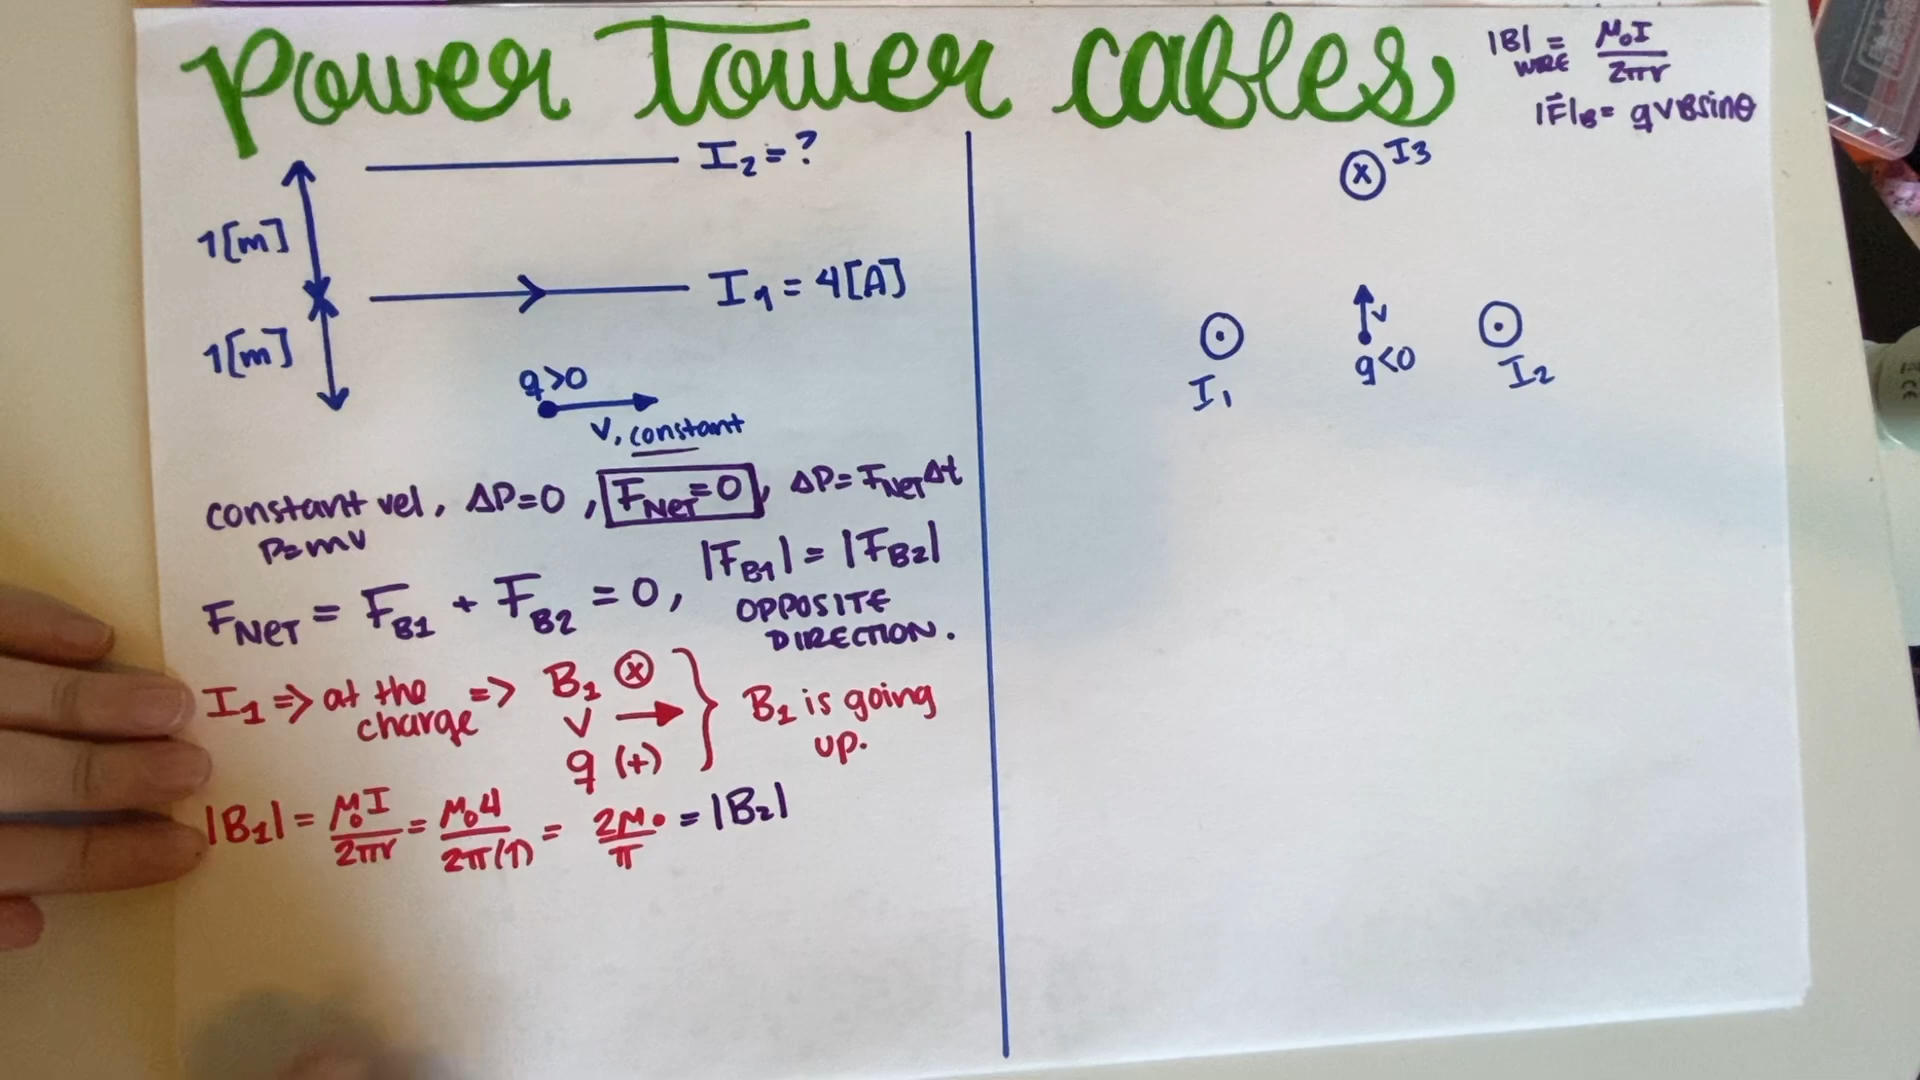 Power Tower cables
|B| WIRE = μ₀I / 2πr
|F⃗|B = qvBsinθ
I₂ = ?
1[m]
I₁ = 4[A]
1[m]
q>0
v, constant
constant vel, ΔP=0, FNET=0, ΔP=FNETΔt
P=mv
|FB1| = |FB2|
FNET = FB1 + FB2 = 0,
OPPOSITE
DIRECTION.
I₁ => at the charge => B₁ ⊗
v →
q (+)
B₁ is going
up.
|B₁| = μ₀I / 2πr = μ₀4 / 2π(1) = 2μ₀ / π = |B₂|
x I3
v
q<0
I₁
I₂